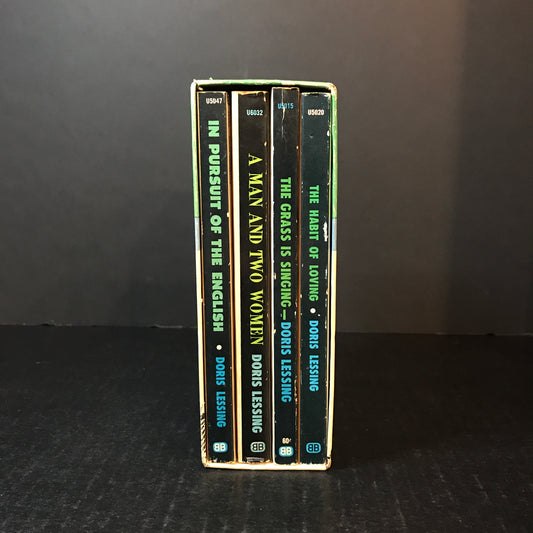 U5047
IN PURSUIT OF THE ENGLISH • DORIS LESSING
BB
U6032
A MAN AND TWO WOMEN DORIS LESSING
BB
U5015
THE GRASS IS SINGING—DORIS LESSING
60¢
BB
U5020
THE HABIT OF LOVING • DORIS LESSING
BB